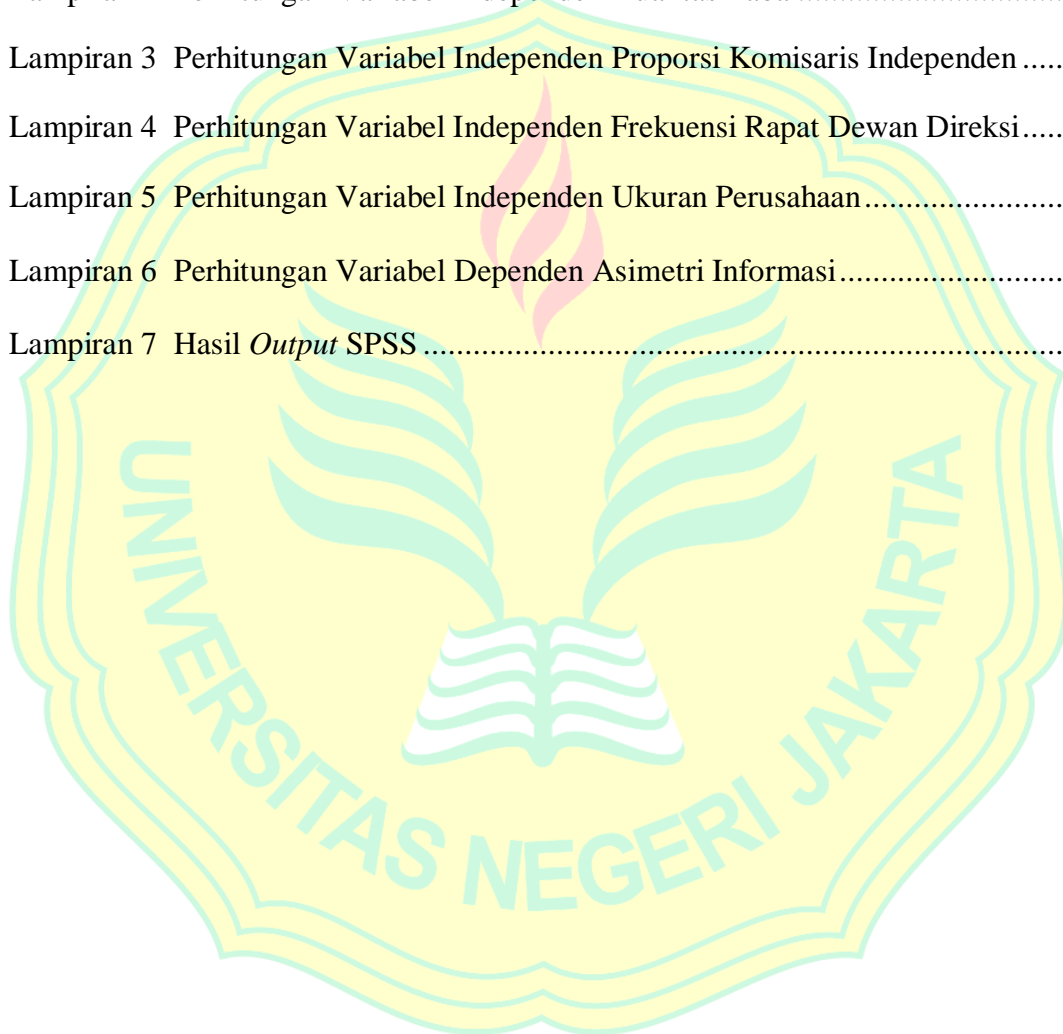 Lampiran 3 Perhitungan Variabel Independen Proporsi Komisaris Independen .....
Lampiran 4 Perhitungan Variabel Independen Frekuensi Rapat Dewan Direksi.....
Lampiran 5 Perhitungan Variabel Independen Ukuran Perusahaan........................
Lampiran 6 Perhitungan Variabel Dependen Asimetri Informasi...........................
Lampiran 7 Hasil Output SPSS .............................................................................
UNIVERSITAS NEGERI JAKARTA